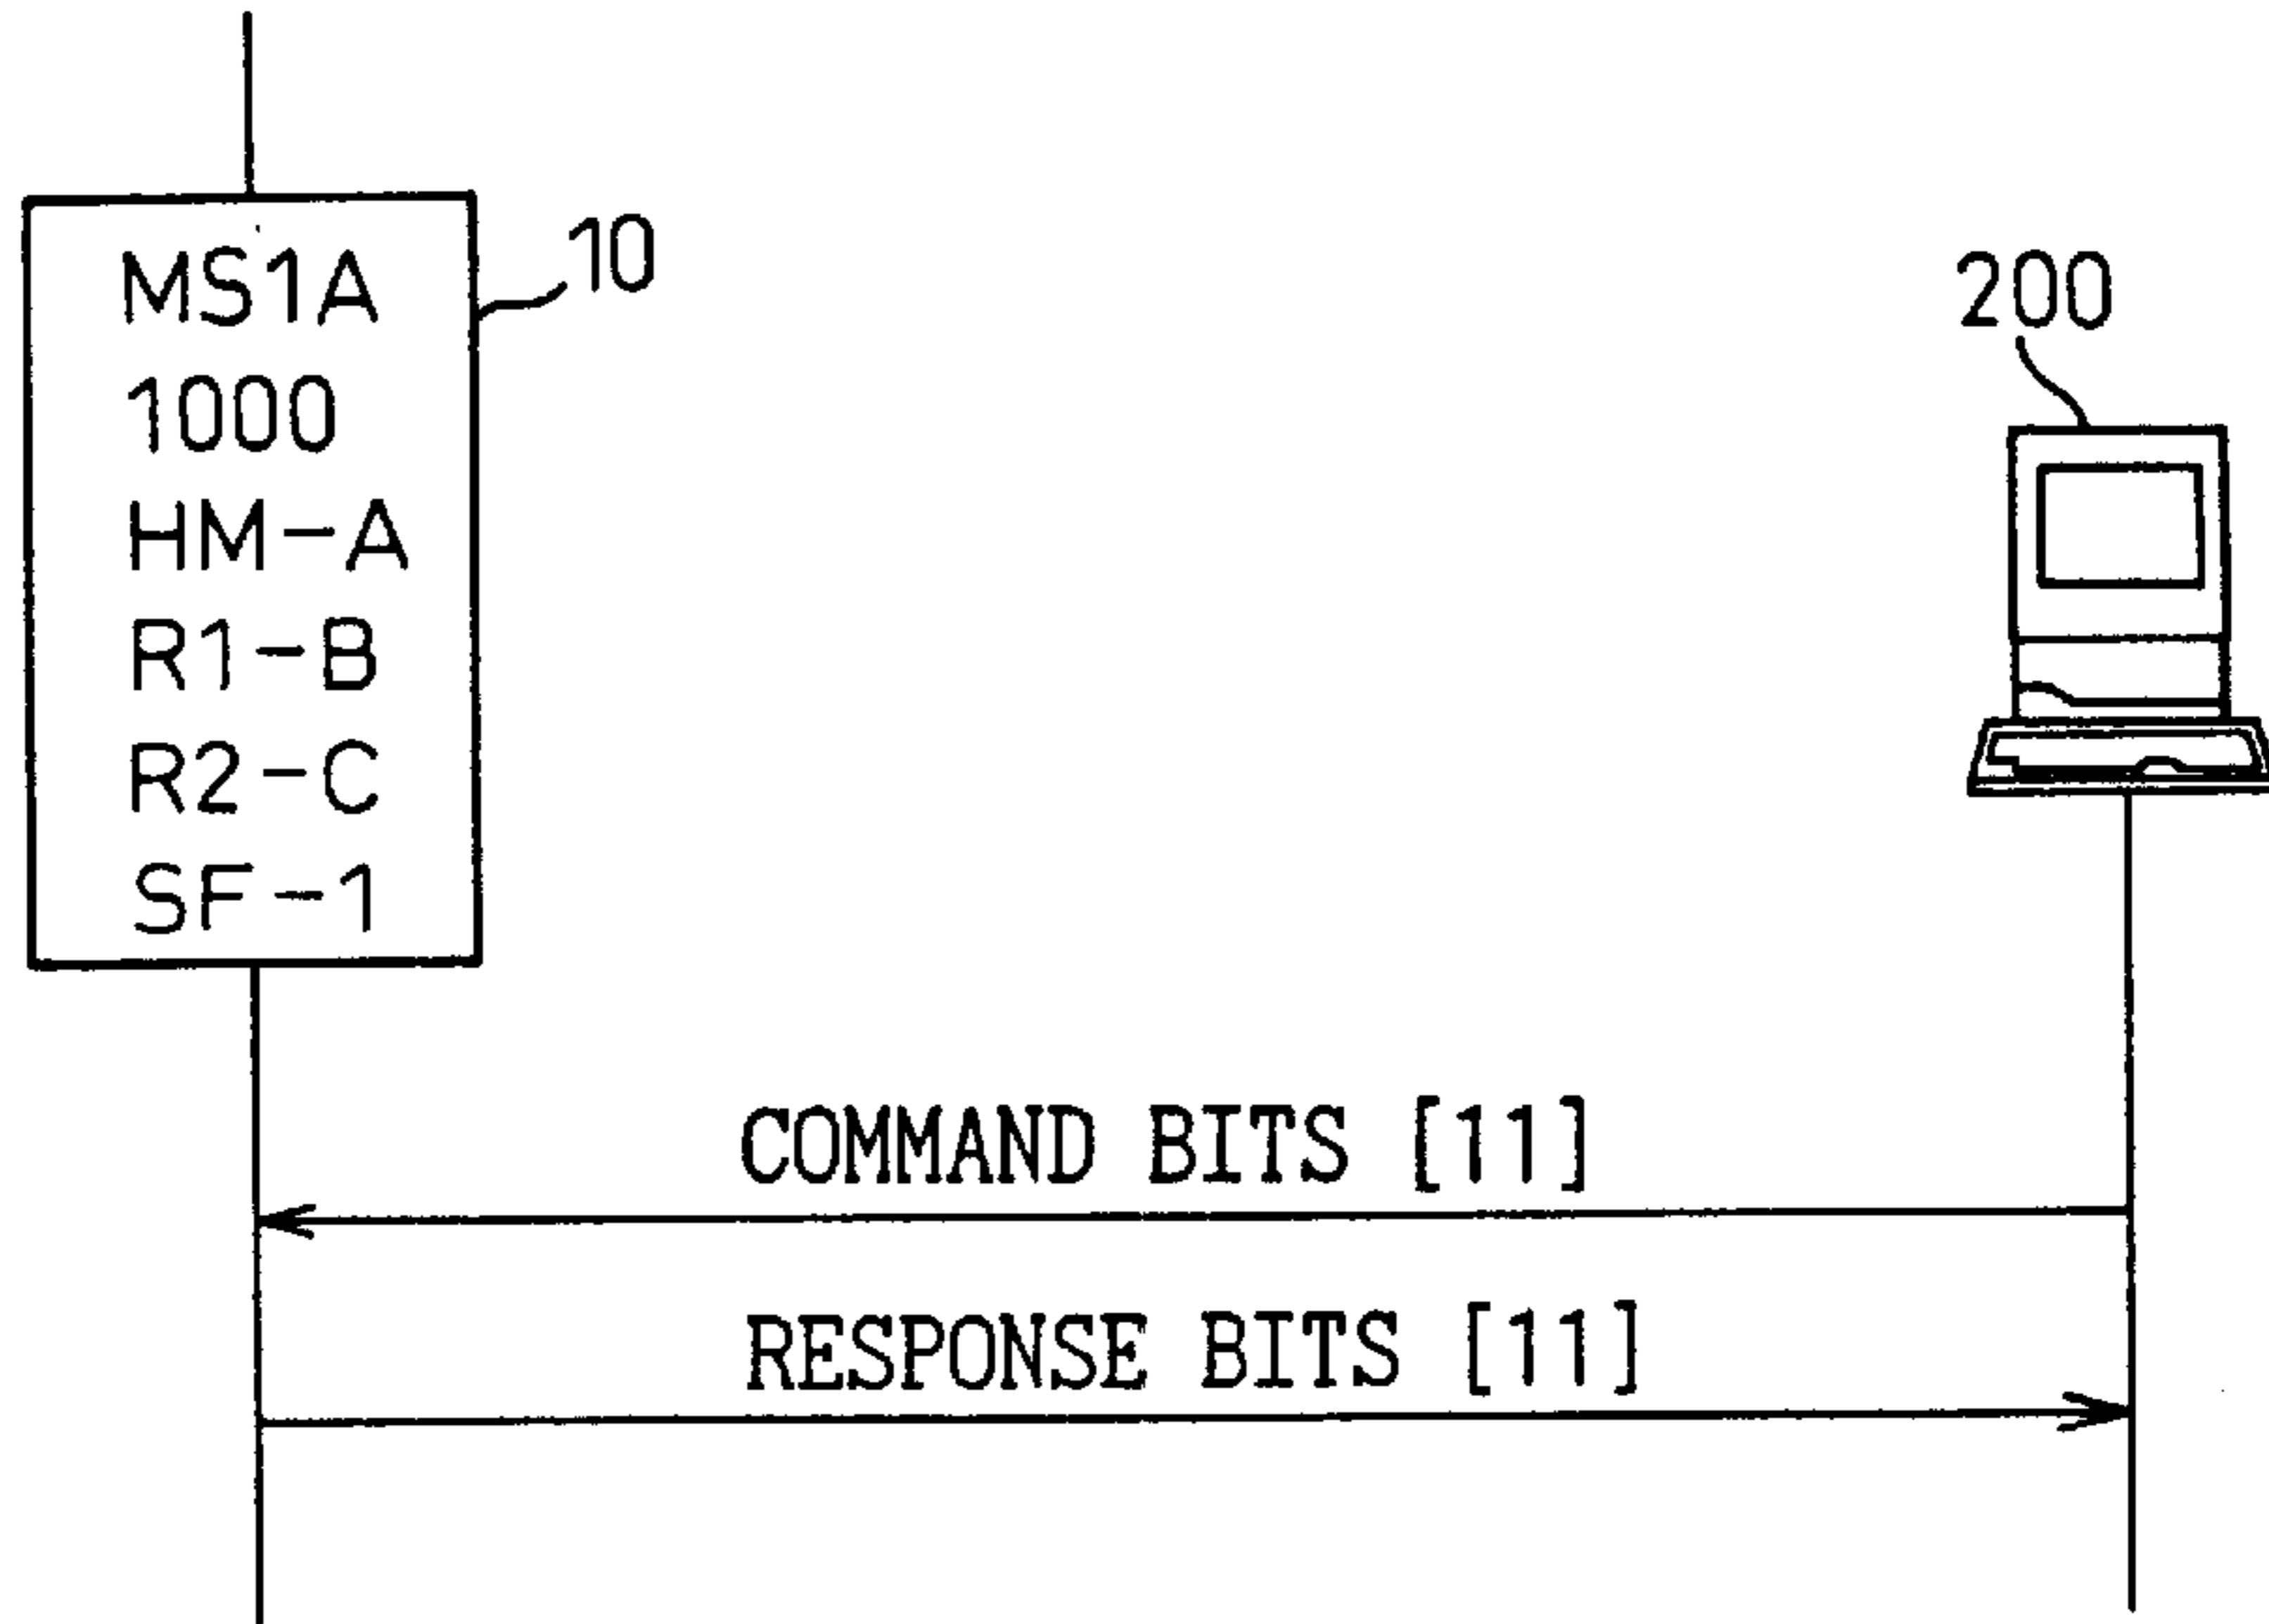 MS1A
1000
HM-A
R1-B
R2-C
SF-1
10
200
COMMAND BITS [11]
RESPONSE BITS [11]